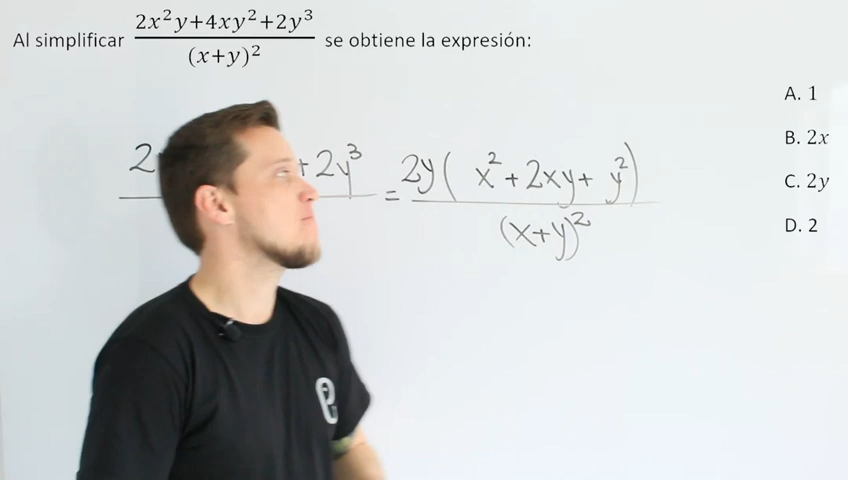 Al simplificar 2x²y+4xy²+2y³ / (x+y)² se obtiene la expresión:
A. 1
B. 2x
C. 2y
D. 2
2 +2y³ = 2y( x²+2xy+ y²) / (x+y)²
e